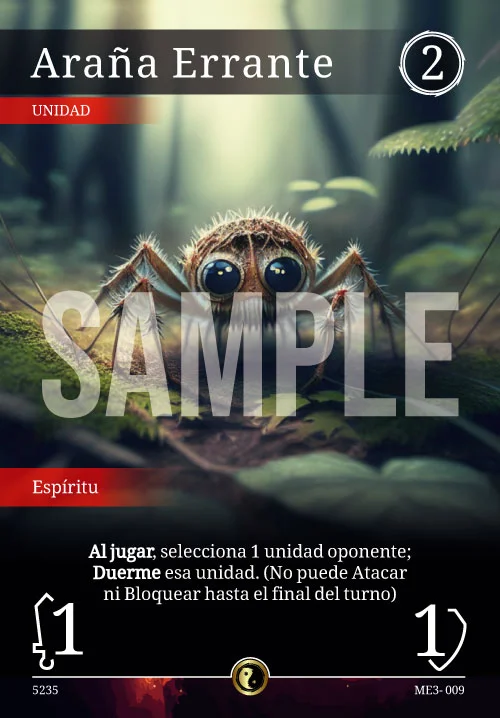 Araña Errante
2
UNIDAD
SAMPLE
Espíritu
Al jugar, selecciona 1 unidad oponente;
Duerme esa unidad. (No puede Atacar
ni Bloquear hasta el final del turno)
1
1
5235
ME3- 009